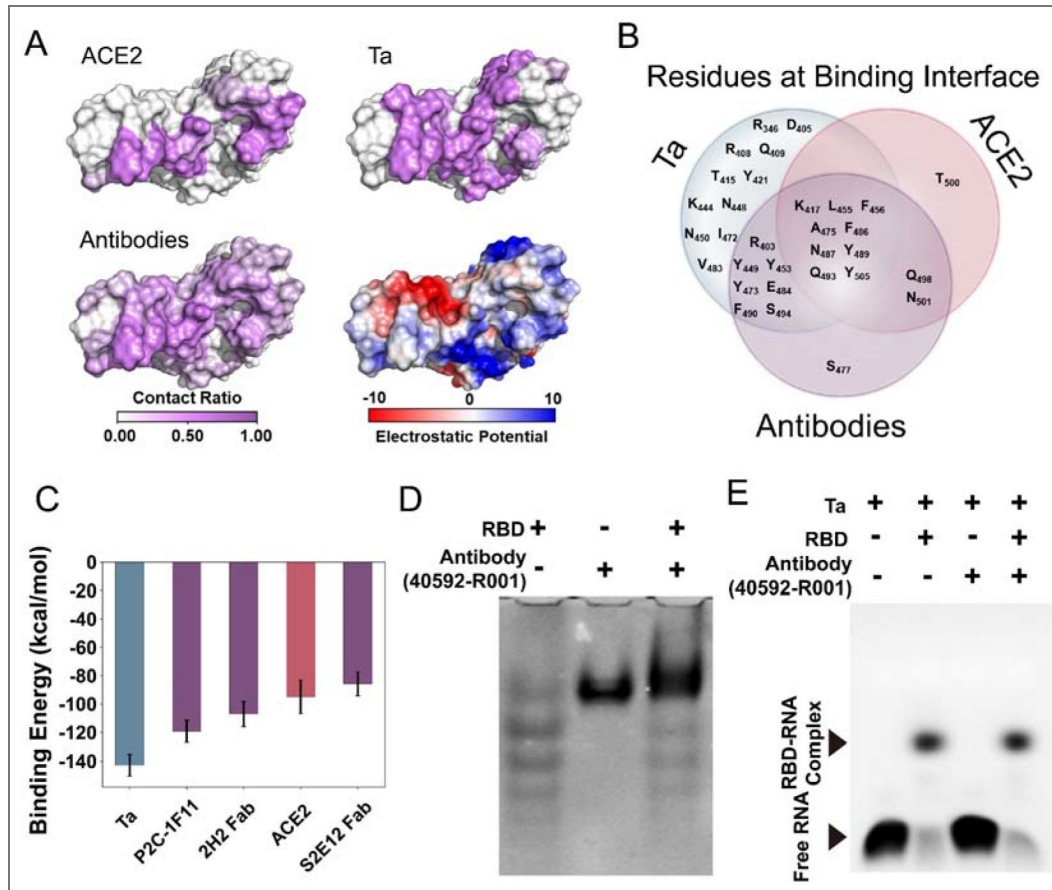 A
ACE2
Ta
Antibodies
Contact Ratio
0.00 0.50 1.00
-10 0 10
Electrostatic Potential
B
Residues at Binding Interface
Ta
ACE2
Antibodies
R346 D405
R408 Q409
T415 Y421
K444 N448
N450 I472
V483
R403
Y449 Y453
Y473 E484
F490 S494
K417 L455 F456
A475 F486
N487 Y489
Q493 Y505
T500
Q498
N501
S477
C
Binding Energy (kcal/mol)
0
-20
-40
-60
-80
-100
-120
-140
Ta
P2C-1F11
2H2 Fab
ACE2
S2E12 Fab
D
RBD + - +
Antibody
(40592-R001) - + +
E
Ta + + + +
RBD - + - +
Antibody
(40592-R001) - - + +
RBD-RNA
Complex
Free RNA